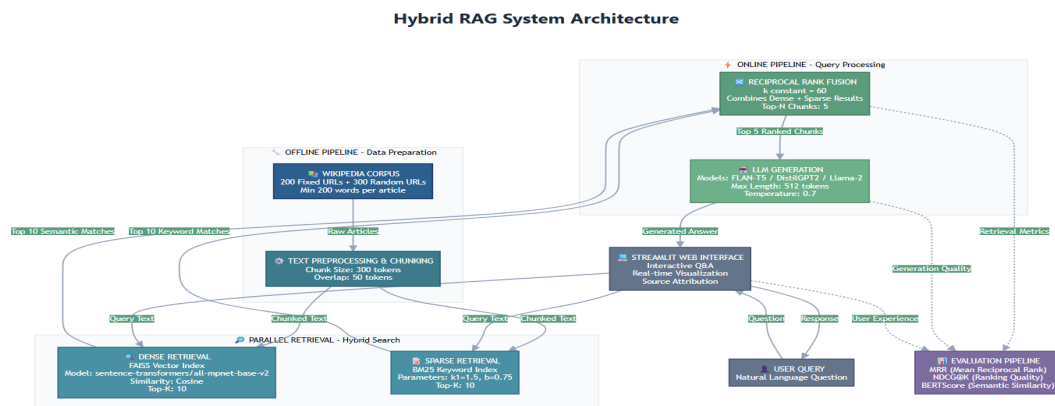 Hybrid RAG System Architecture
ONLINE PIPELINE - Query Processing
RECIPROCAL RANK FUSION
k constant = 60
Combines Dense + Sparse Results
Top-N Chunks: 5
Top 5 Ranked Chunks
OFFLINE PIPELINE - Data Preparation
WIKIPEDIA CORPUS
200 Fixed URLs + 300 Random URLs
Min 200 words per article
LLM GENERATION
Models: FLAN-T5 / DistilGPT2 / Llama-2
Max Length: 512 tokens
Temperature: 0.7
Top 10 Semantic Matches
Top 10 Keyword Matches
Raw Articles
Generated Answer
Retrieval Metrics
TEXT PREPROCESSING & CHUNKING
Chunk Size: 300 tokens
Overlap: 50 tokens
STREAMLIT WEB INTERFACE
Interactive Q&A
Real-time Visualization
Source Attribution
Generation Quality
Query Text
Chunked Text
Query Text
Chunked Text
Question
Response
User Experience
PARALLEL RETRIEVAL - Hybrid Search
DENSE RETRIEVAL
FAISS Vector Index
Model: sentence-transformers/all-mpnet-base-v2
Similarity: Cosine
Top-K: 10
SPARSE RETRIEVAL
BM25 Keyword Index
Parameters: k1=1.5, b=0.75
Top-K: 10
USER QUERY
Natural Language Question
EVALUATION PIPELINE
MRR (Mean Reciprocal Rank)
NDCG@K (Ranking Quality)
BERTScore (Semantic Similarity)